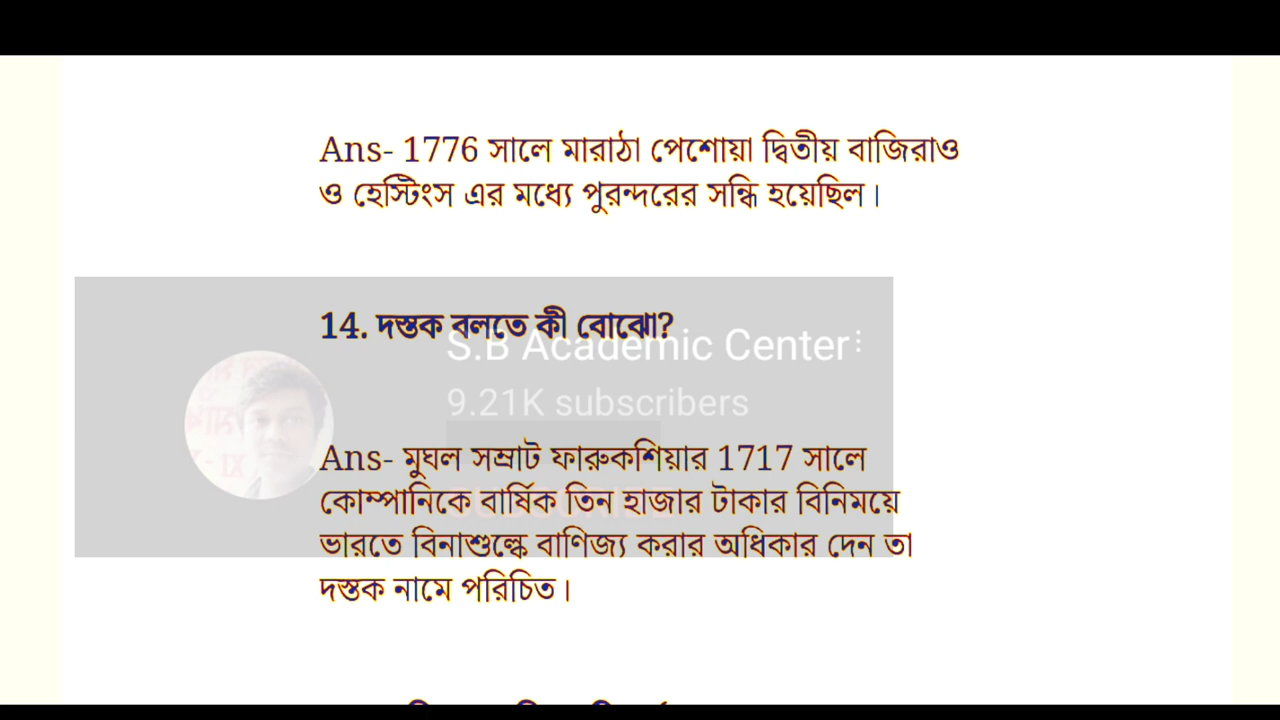 Ans- 1776 সালে মারাঠা পেশোয়া দ্বিতীয় বাজিরাও
ও হেস্টিংস এর মধ্যে পুরন্দরের সন্ধি হয়েছিল।
14. দস্তক বলতে কী বোঝো?
S.B Academic Center
9.21K subscribers
Ans- মুঘল সম্রাট ফারুকশিয়ার 1717 সালে
কোম্পানিকে বার্ষিক তিন হাজার টাকার বিনিময়ে
ভারতে বিনাশুল্কে বাণিজ্য করার অধিকার দেন তা
দস্তক নামে পরিচিত।